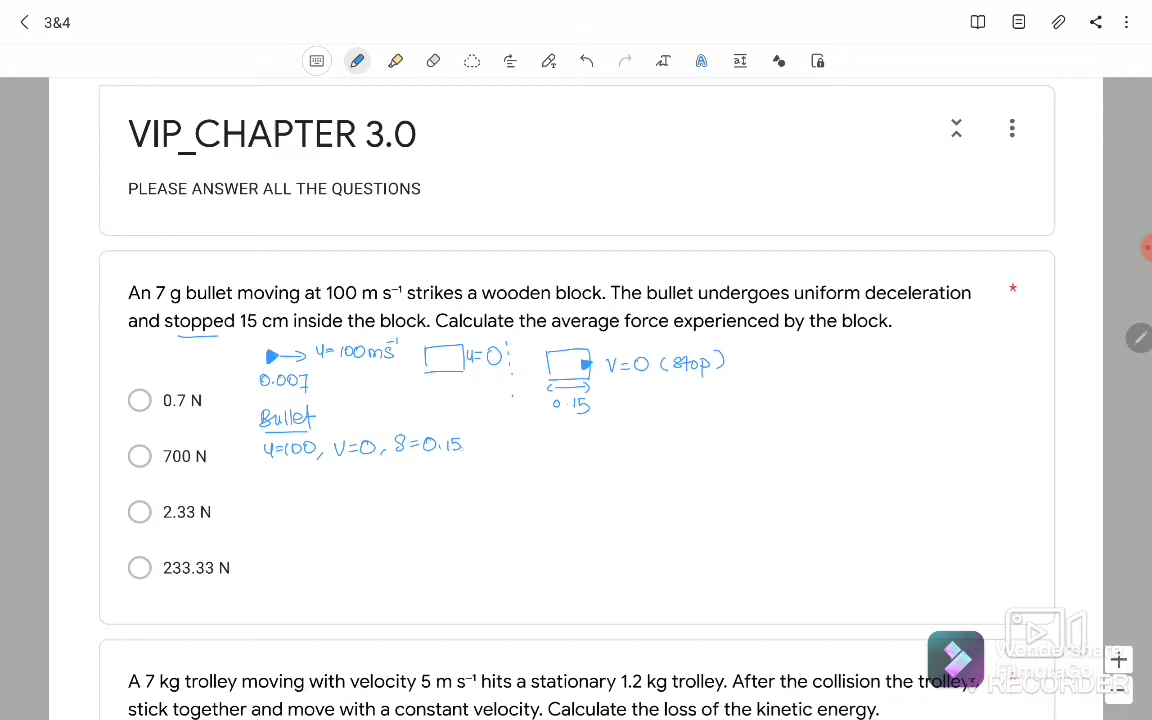 3&4
VIP_CHAPTER 3.0
PLEASE ANSWER ALL THE QUESTIONS
An 7 g bullet moving at 100 m s⁻¹ strikes a wooden block. The bullet undergoes uniform deceleration *
and stopped 15 cm inside the block. Calculate the average force experienced by the block.
u=100ms⁻¹ u=0 v=0 (stop)
0.007
0.15
0.7 N
Bullet
u=100, v=0, s=0.15
700 N
2.33 N
233.33 N
A 7 kg trolley moving with velocity 5 m s⁻¹ hits a stationary 1.2 kg trolley. After the collision the trolleys
stick together and move with a constant velocity. Calculate the loss of the kinetic energy.
Wondershare
FilmoraGo
V RECORDER